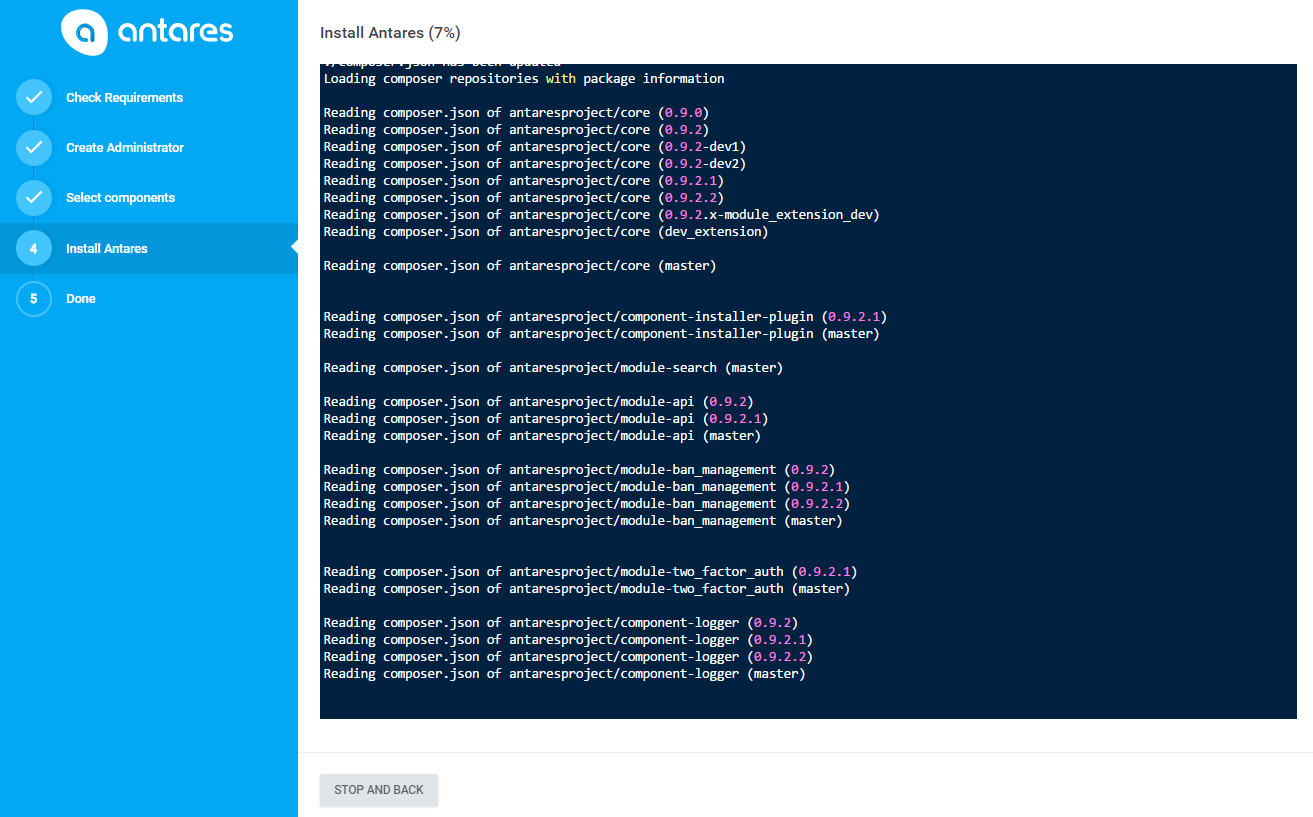 antares
Check Requirements
Create Administrator
Select components
4 Install Antares
5 Done
Install Antares (7%)
./composer.json has been updated
Loading composer repositories with package information
Reading composer.json of antaresproject/core (0.9.0)
Reading composer.json of antaresproject/core (0.9.2)
Reading composer.json of antaresproject/core (0.9.2-dev1)
Reading composer.json of antaresproject/core (0.9.2-dev2)
Reading composer.json of antaresproject/core (0.9.2.1)
Reading composer.json of antaresproject/core (0.9.2.2)
Reading composer.json of antaresproject/core (0.9.2.x-module_extension_dev)
Reading composer.json of antaresproject/core (dev_extension)
Reading composer.json of antaresproject/core (master)
Reading composer.json of antaresproject/component-installer-plugin (0.9.2.1)
Reading composer.json of antaresproject/component-installer-plugin (master)
Reading composer.json of antaresproject/module-search (master)
Reading composer.json of antaresproject/module-api (0.9.2)
Reading composer.json of antaresproject/module-api (0.9.2.1)
Reading composer.json of antaresproject/module-api (master)
Reading composer.json of antaresproject/module-ban_management (0.9.2)
Reading composer.json of antaresproject/module-ban_management (0.9.2.1)
Reading composer.json of antaresproject/module-ban_management (0.9.2.2)
Reading composer.json of antaresproject/module-ban_management (master)
Reading composer.json of antaresproject/module-two_factor_auth (0.9.2.1)
Reading composer.json of antaresproject/module-two_factor_auth (master)
Reading composer.json of antaresproject/component-logger (0.9.2)
Reading composer.json of antaresproject/component-logger (0.9.2.1)
Reading composer.json of antaresproject/component-logger (0.9.2.2)
Reading composer.json of antaresproject/component-logger (master)
STOP AND BACK